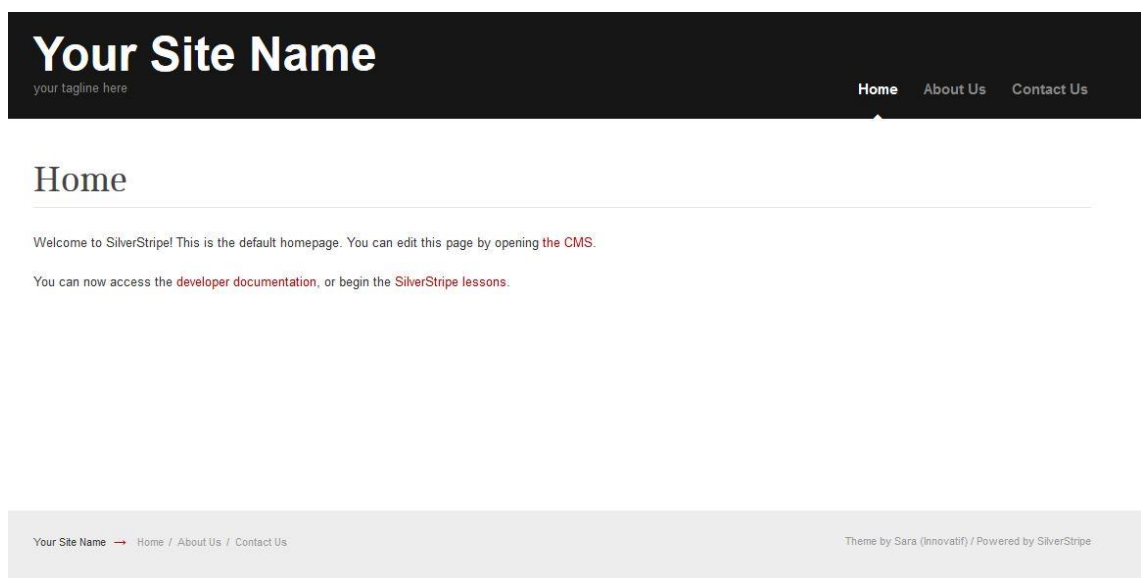 Your Site Name
your tagline here
Home About Us Contact Us
Home
Welcome to SilverStripe! This is the default homepage. You can edit this page by opening the CMS.
You can now access the developer documentation, or begin the SilverStripe lessons.
Your Site Name → Home / About Us / Contact Us
Theme by Sara (Innovatif) / Powered by SilverStripe